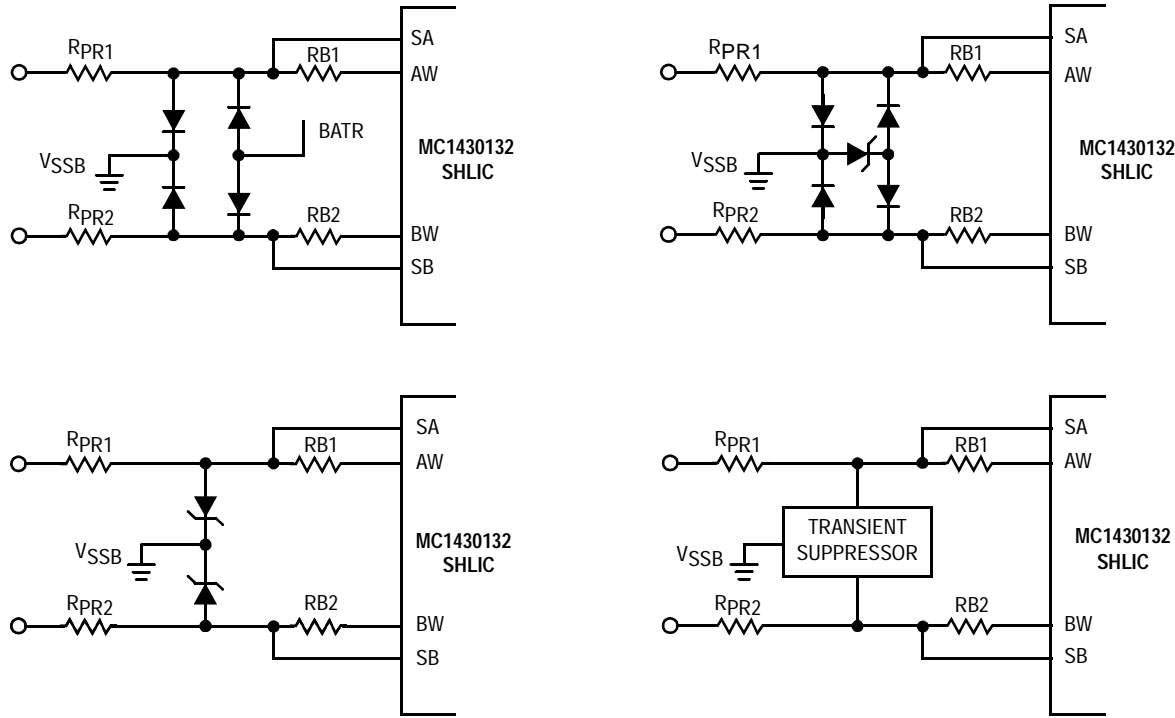 SA
RPR1
RB1
AW
BATR
VSSB
MC1430132
SHLIC
RPR2
RB2
BW
SB
SA
RPR1
RB1
AW
MC1430132
SHLIC
VSSB
RPR2
RB2
BW
SB
SA
RPR1
RB1
AW
MC1430132
SHLIC
VSSB
RPR2
RB2
BW
SB
SA
RPR1
RB1
AW
TRANSIENT
SUPPRESSOR
MC1430132
SHLIC
VSSB
RPR2
RB2
BW
SB